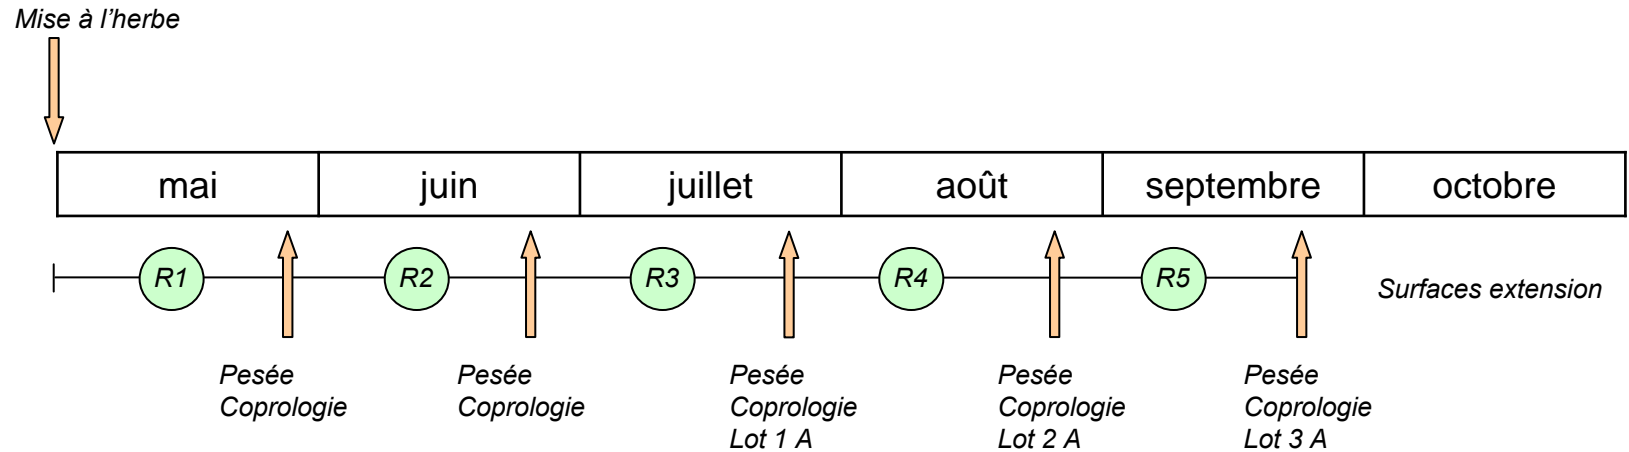 Mise à l’herbe
mai juin juillet août septembre octobre
R1 R2 R3 R4 R5 Surfaces extension
Pesée Pesée Pesée Pesée Pesée
Coprologie Coprologie Coprologie Coprologie Coprologie
Lot 1 A Lot 2 A Lot 3 A